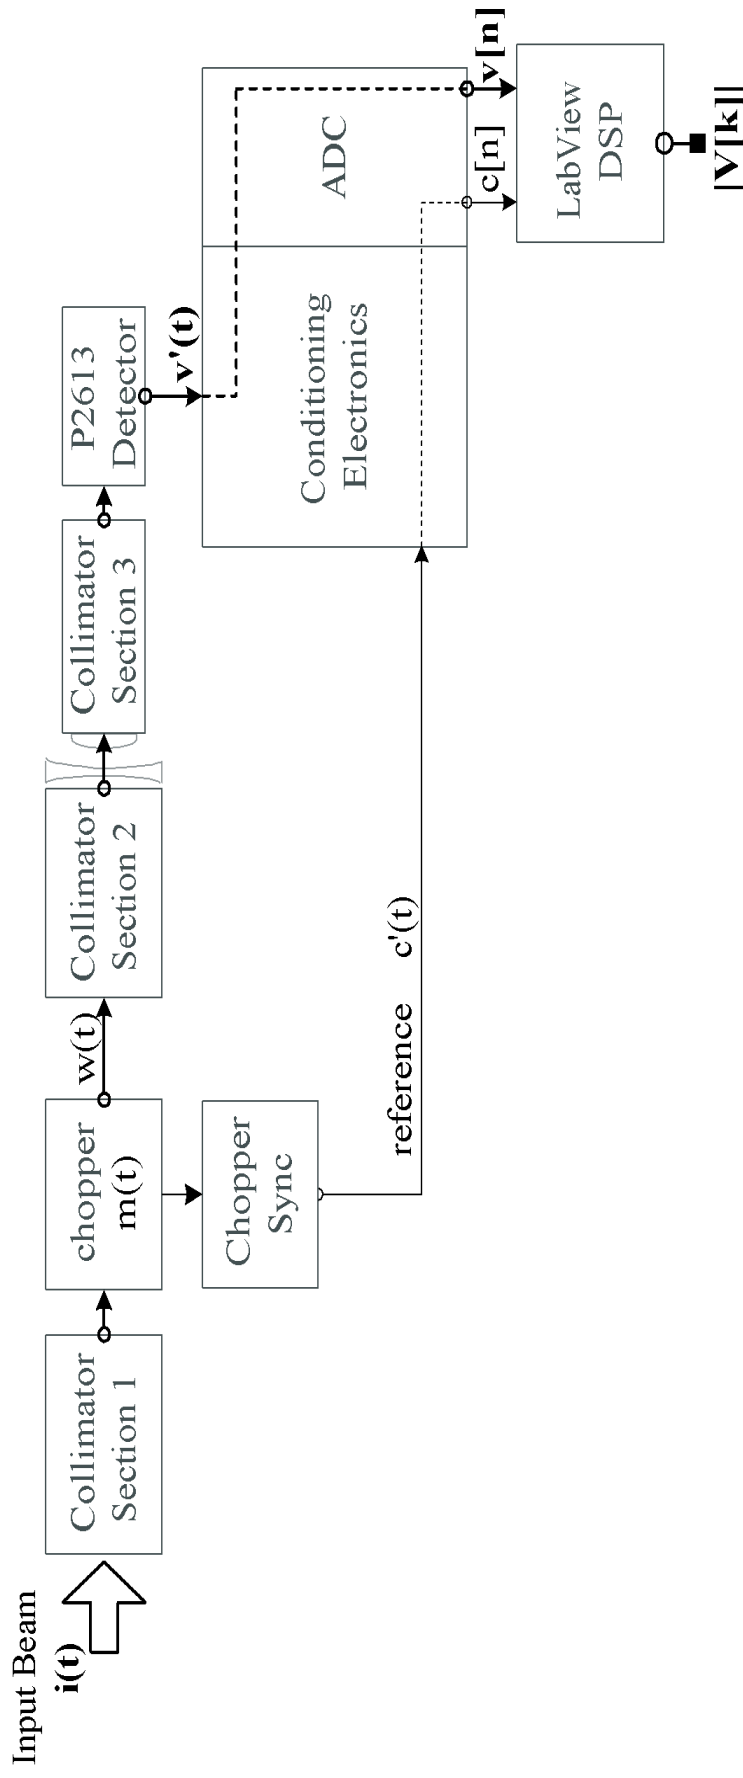 Input Beam
i(t)
Collimator
Section 1
chopper
m(t)
w(t)
Collimator
Section 2
Collimator
Section 3
P2613
Detector
v'(t)
Chopper
Sync
reference c'(t)
Conditioning
Electronics
ADC
v[n]
c[n]
LabView
DSP
|V[k]|